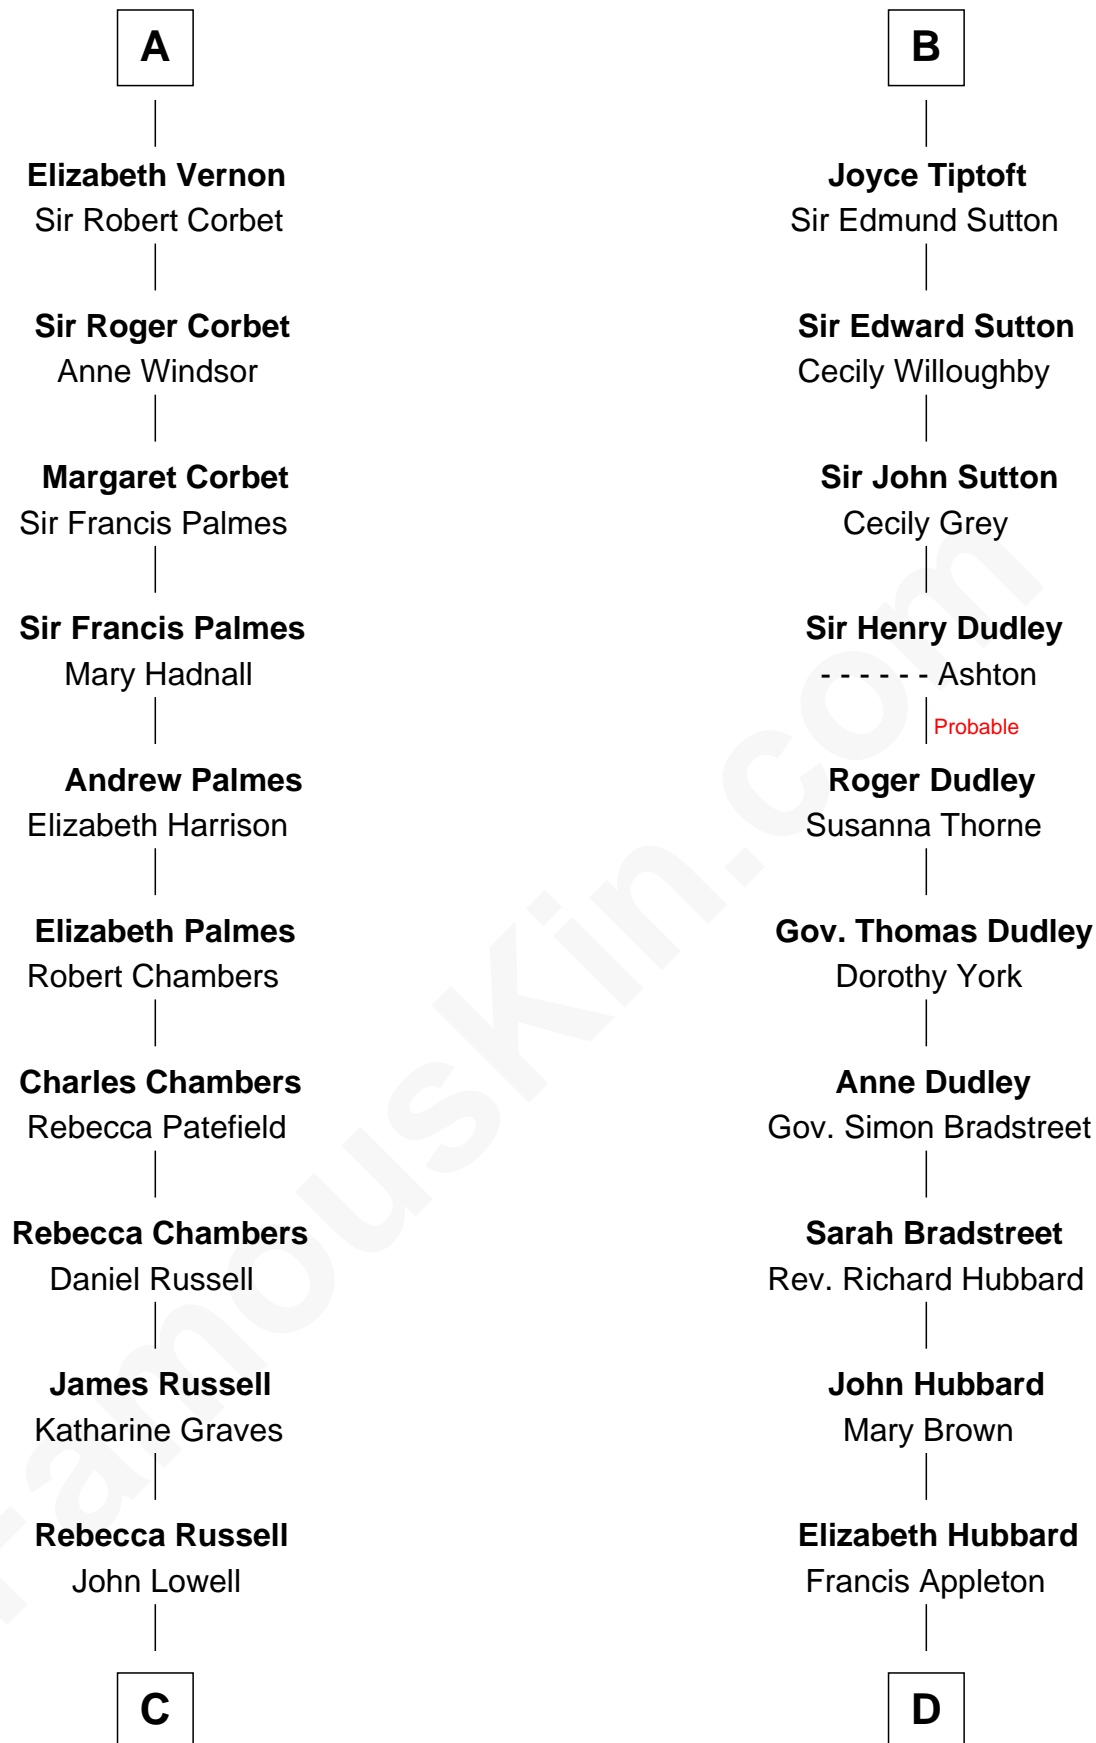 A
Elizabeth Vernon
Sir Robert Corbet
Sir Roger Corbet
Anne Windsor
Margaret Corbet
Sir Francis Palmes
Sir Francis Palmes
Mary Hadnall
Andrew Palmes
Elizabeth Harrison
Elizabeth Palmes
Robert Chambers
Charles Chambers
Rebecca Patefield
Rebecca Chambers
Daniel Russell
James Russell
Katharine Graves
Rebecca Russell
John Lowell
C
B
Joyce Tiptoft
Sir Edmund Sutton
Sir Edward Sutton
Cecily Willoughby
Sir John Sutton
Cecily Grey
Sir Henry Dudley
- - - - - - Ashton
Probable
Roger Dudley
Susanna Thorne
Gov. Thomas Dudley
Dorothy York
Anne Dudley
Gov. Simon Bradstreet
Sarah Bradstreet
Rev. Richard Hubbard
John Hubbard
Mary Brown
Elizabeth Hubbard
Francis Appleton
D
FamousKin.com